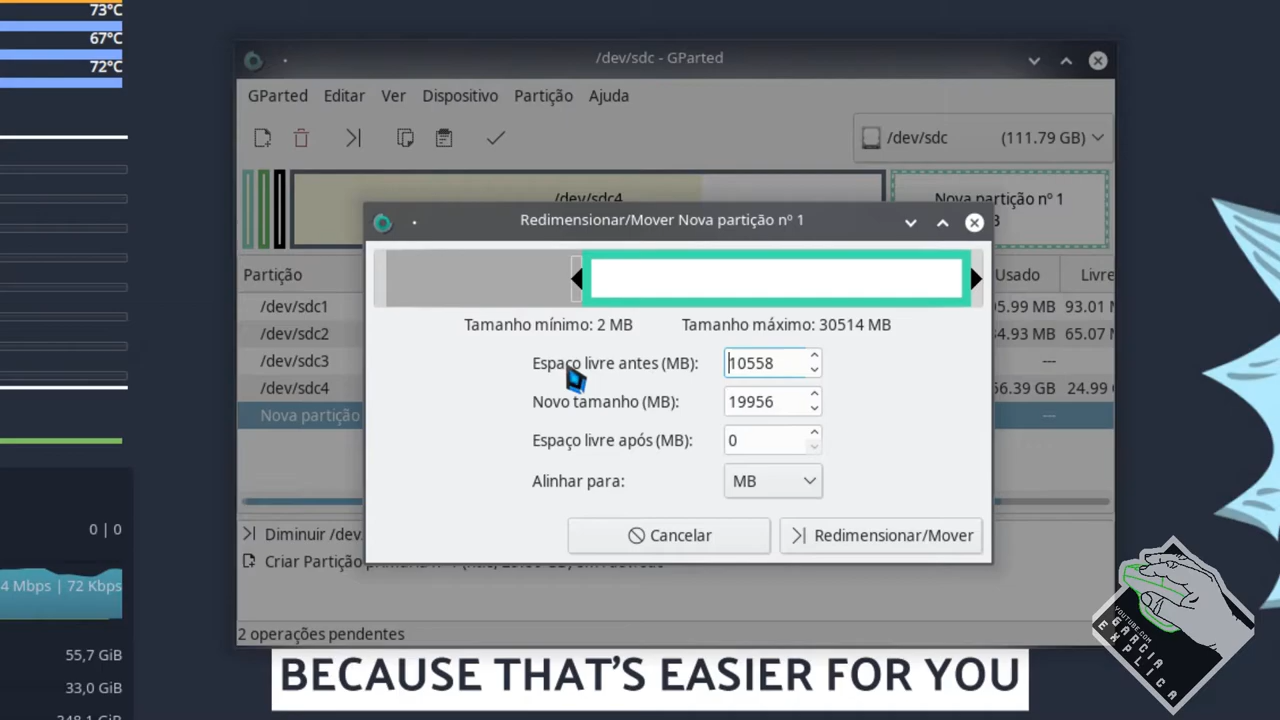 73°C
67°C
72°C
/dev/sdc - GParted
GParted Editar Ver Dispositivo Partição Ajuda
/dev/sdc (111.79 GB)
/dev/sdc4
Nova partição nº 1
Redimensionar/Mover Nova partição nº 1
Partição
Usado Livre
Tamanho mínimo: 2 MB Tamanho máximo: 30514 MB
/dev/sdc1
5.99 MB 93.01
/dev/sdc2
4.93 MB 65.07
/dev/sdc3
---
/dev/sdc4
6.39 GB 24.99
Nova partição
---
Espaço livre antes (MB): 10558
Novo tamanho (MB): 19956
Espaço livre após (MB): 0
Alinhar para: MB
Cancelar Redimensionar/Mover
Diminuir /dev
Criar Partição
2 operações pendentes
0 | 0
4 Mbps | 72 Kbps
55,7 GiB
33,0 GiB
BECAUSE THAT'S EASIER FOR YOU
YOUTUBE.COM
GARCIA
EXPLICA